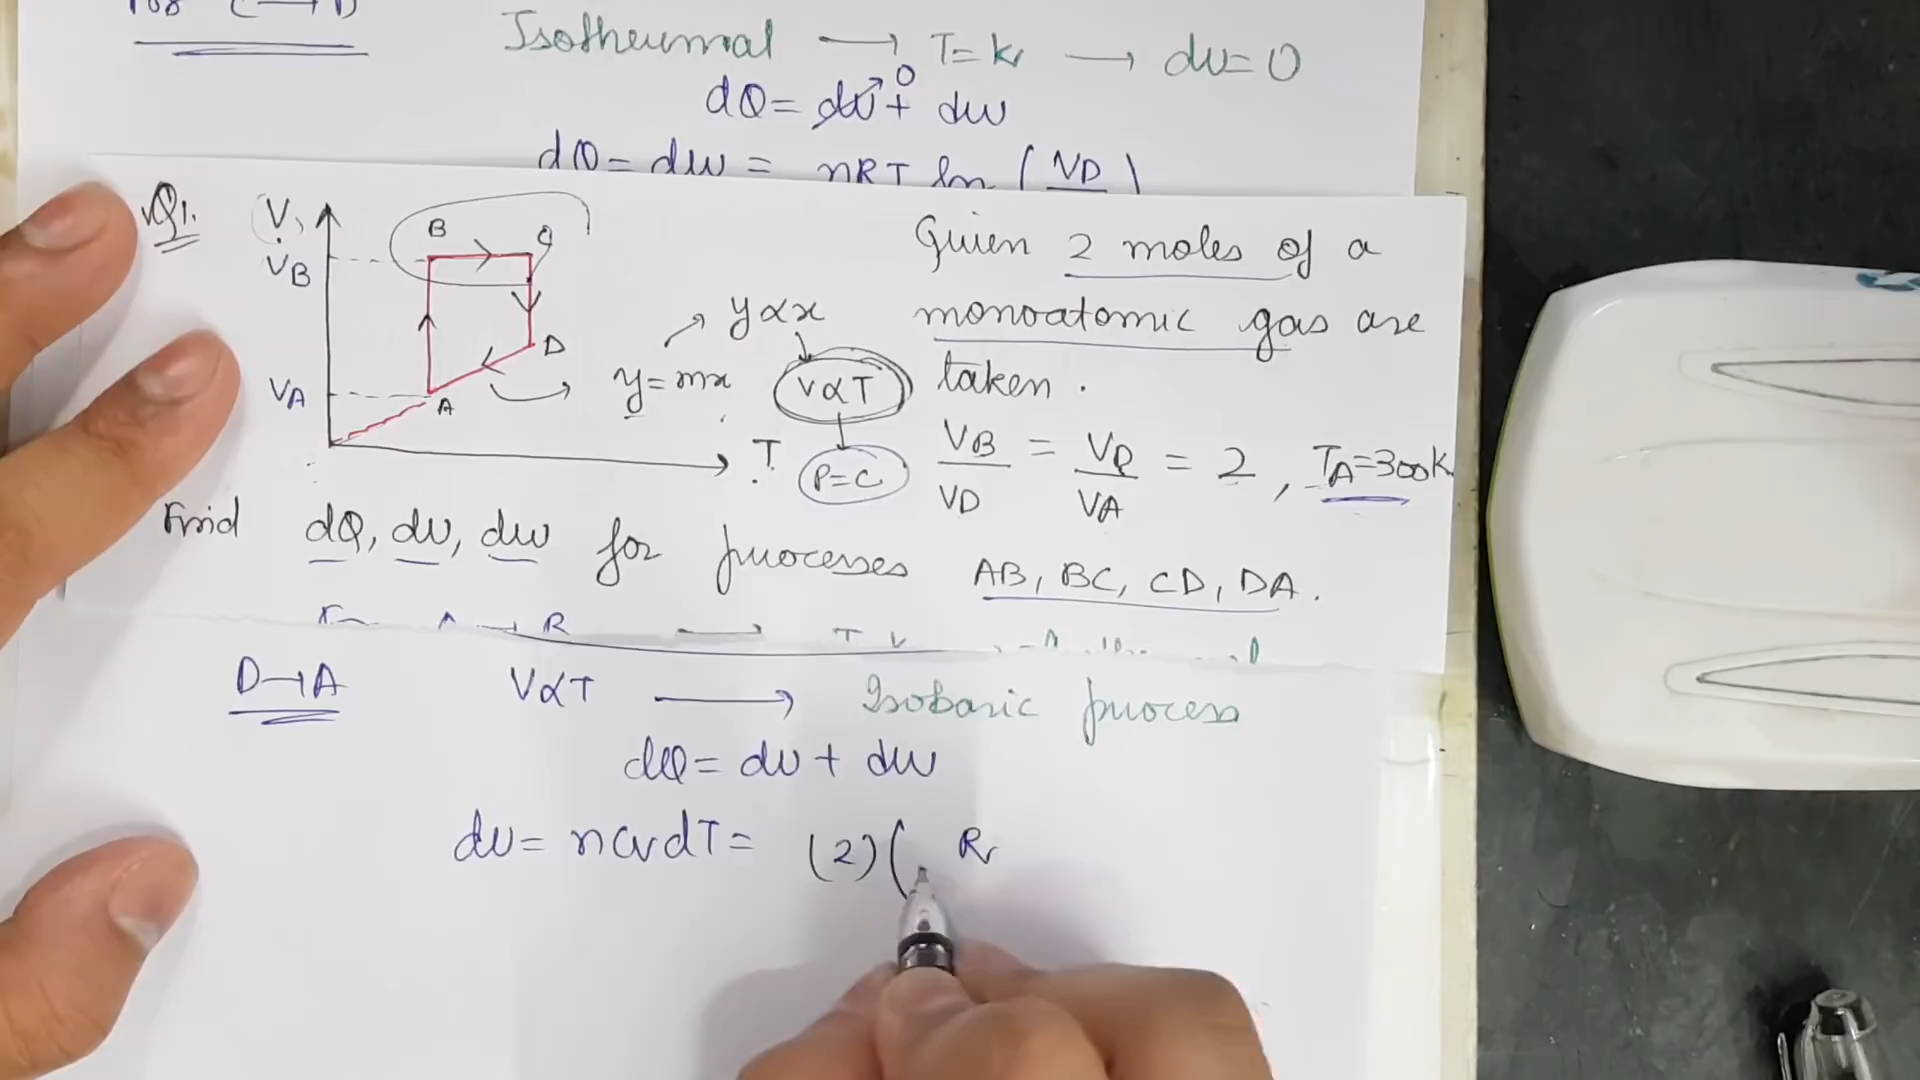 Isothermal → T=k → dU=0
dQ= dU→0 + dW
dQ= dW = nRT ln (VD
Q1.
V
VB
B
C
D
VA
A
T
y=mx
y∝x
V∝T
P=C
Given 2 moles of a
monoatomic gas are
taken.
VB/VD = VD/VA = 2, TA=300K
Find dQ, dU, dW for processes AB, BC, CD, DA.
D→A V∝T → Isobaric process
dQ= dU + dW
dU= nCvdT= (2)( R